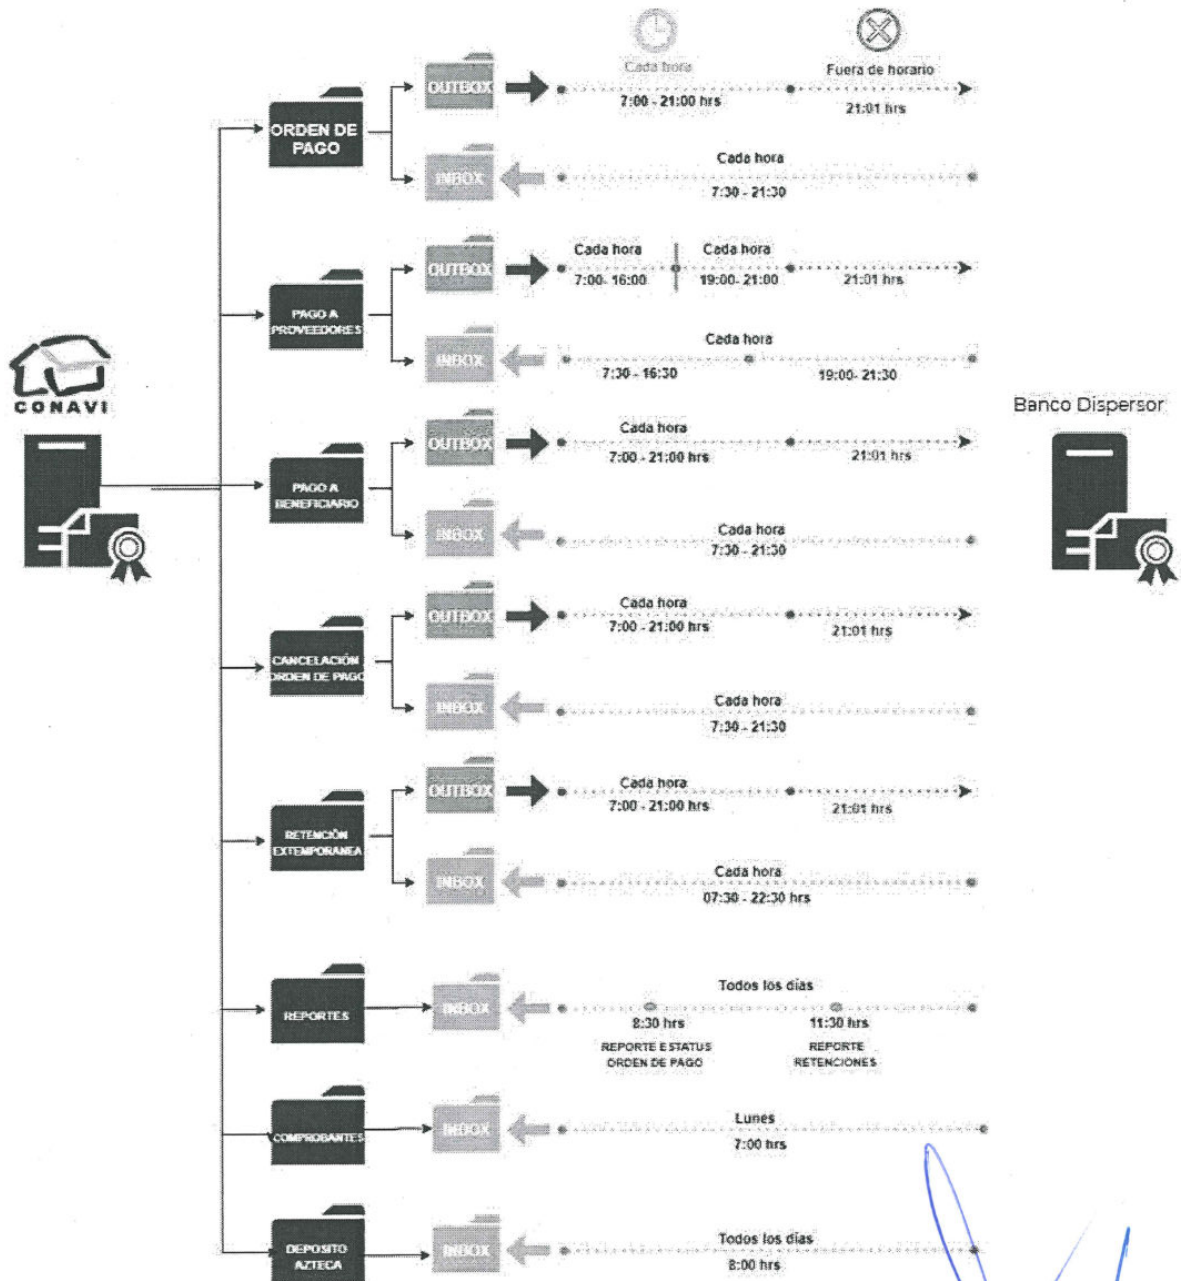 Cada hora
Fuera de horario
OUTBOX
7:00 - 21:00 hrs
21:01 hrs
ORDEN DE
PAGO
Cada hora
INBOX
7:30 - 21:30
Cada hora
Cada hora
OUTBOX
7:00- 16:00
19:00- 21:00
21:01 hrs
PAGO A
PROVEEDORES
Cada hora
INBOX
7:30 - 16:30
19:00- 21:30
CONAVI
Banco Dispersor
Cada hora
OUTBOX
7:00 - 21:00 hrs
21:01 hrs
PAGO A
BENEFICIARIO
Cada hora
INBOX
7:30 - 21:30
Cada hora
OUTBOX
7:00 - 21:00 hrs
21:01 hrs
CANCELACIÓN
ORDEN DE PAGO
Cada hora
INBOX
7:30 - 21:30
Cada hora
OUTBOX
7:00 - 21:00 hrs
21:01 hrs
RETENCIÓN
EXTEMPORANEA
Cada hora
INBOX
07:30 - 22:30 hrs
Todos los días
REPORTES
INBOX
8:30 hrs
11:30 hrs
REPORTE ESTATUS
ORDEN DE PAGO
REPORTE
RETENCIONES
Lunes
COMPROBANTES
INBOX
7:00 hrs
Todos los días
DEPOSITO
AZTECA
INBOX
8:00 hrs